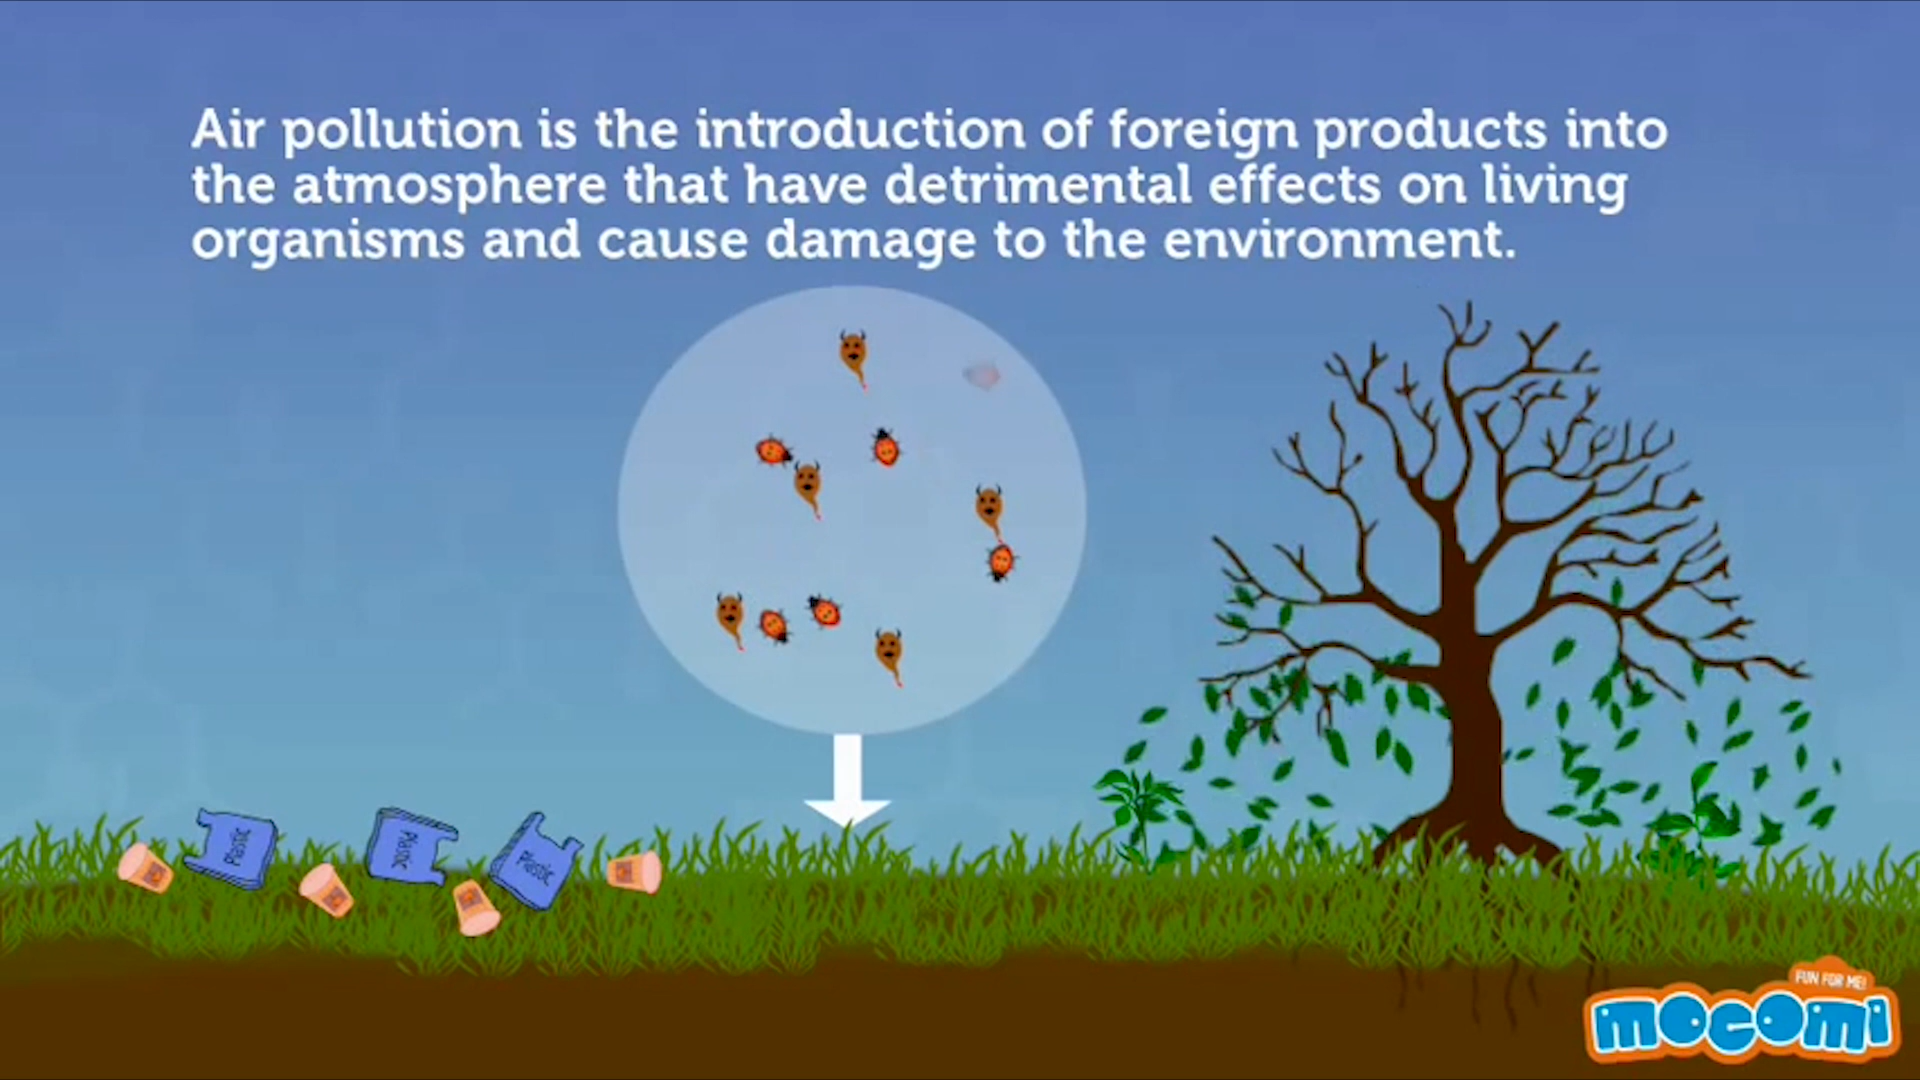 Air pollution is the introduction of foreign products into
the atmosphere that have detrimental effects on living
organisms and cause damage to the environment.
Plastic
Plastic
Plastic
FUN FOR ME!
mocomi